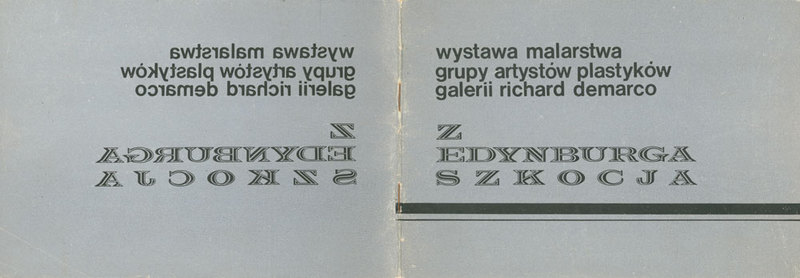 wystawa malarstwa
grupy artystów plastyków
galerii richard demarco
Z
EDYNBURGA
SZKOCJA
wystawa malarstwa
grupy artystów plastyków
galerii richard demarco
Z
EDYNBURGA
SZKOCJA